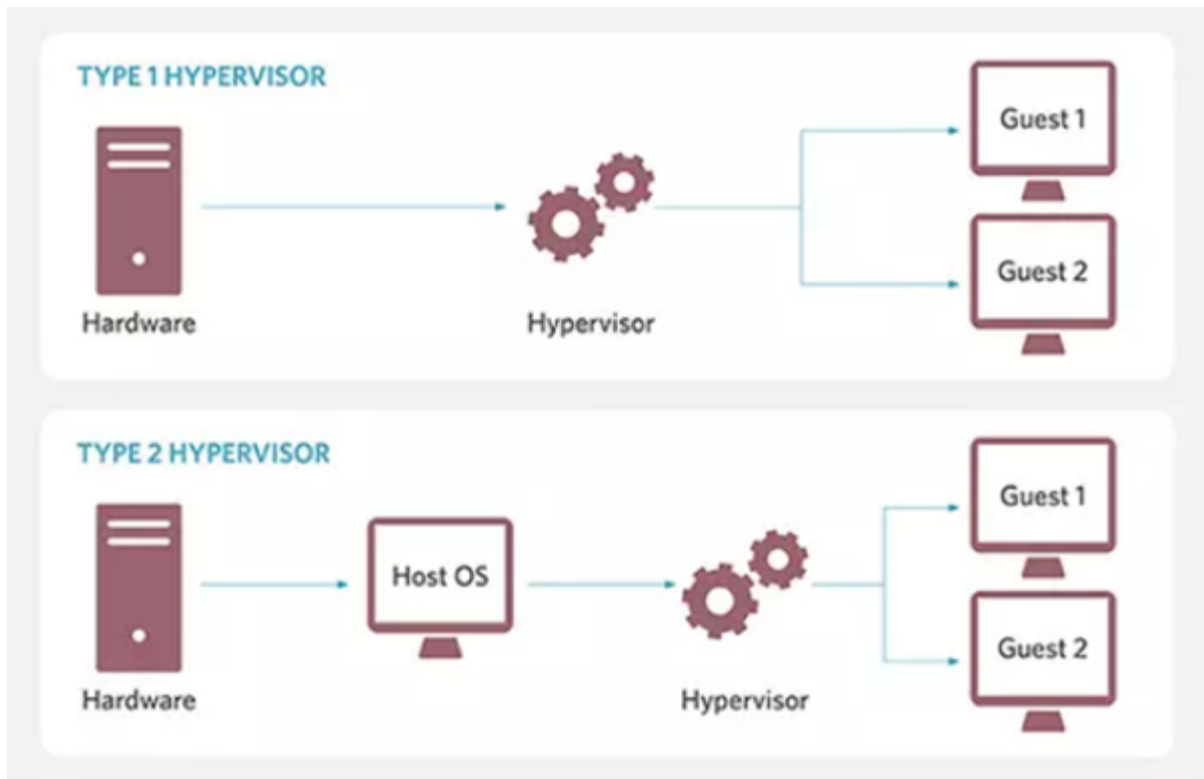 TYPE 1 HYPERVISOR
Guest 1
Guest 2
Hardware
Hypervisor
TYPE 2 HYPERVISOR
Guest 1
Host OS
Guest 2
Hardware
Hypervisor